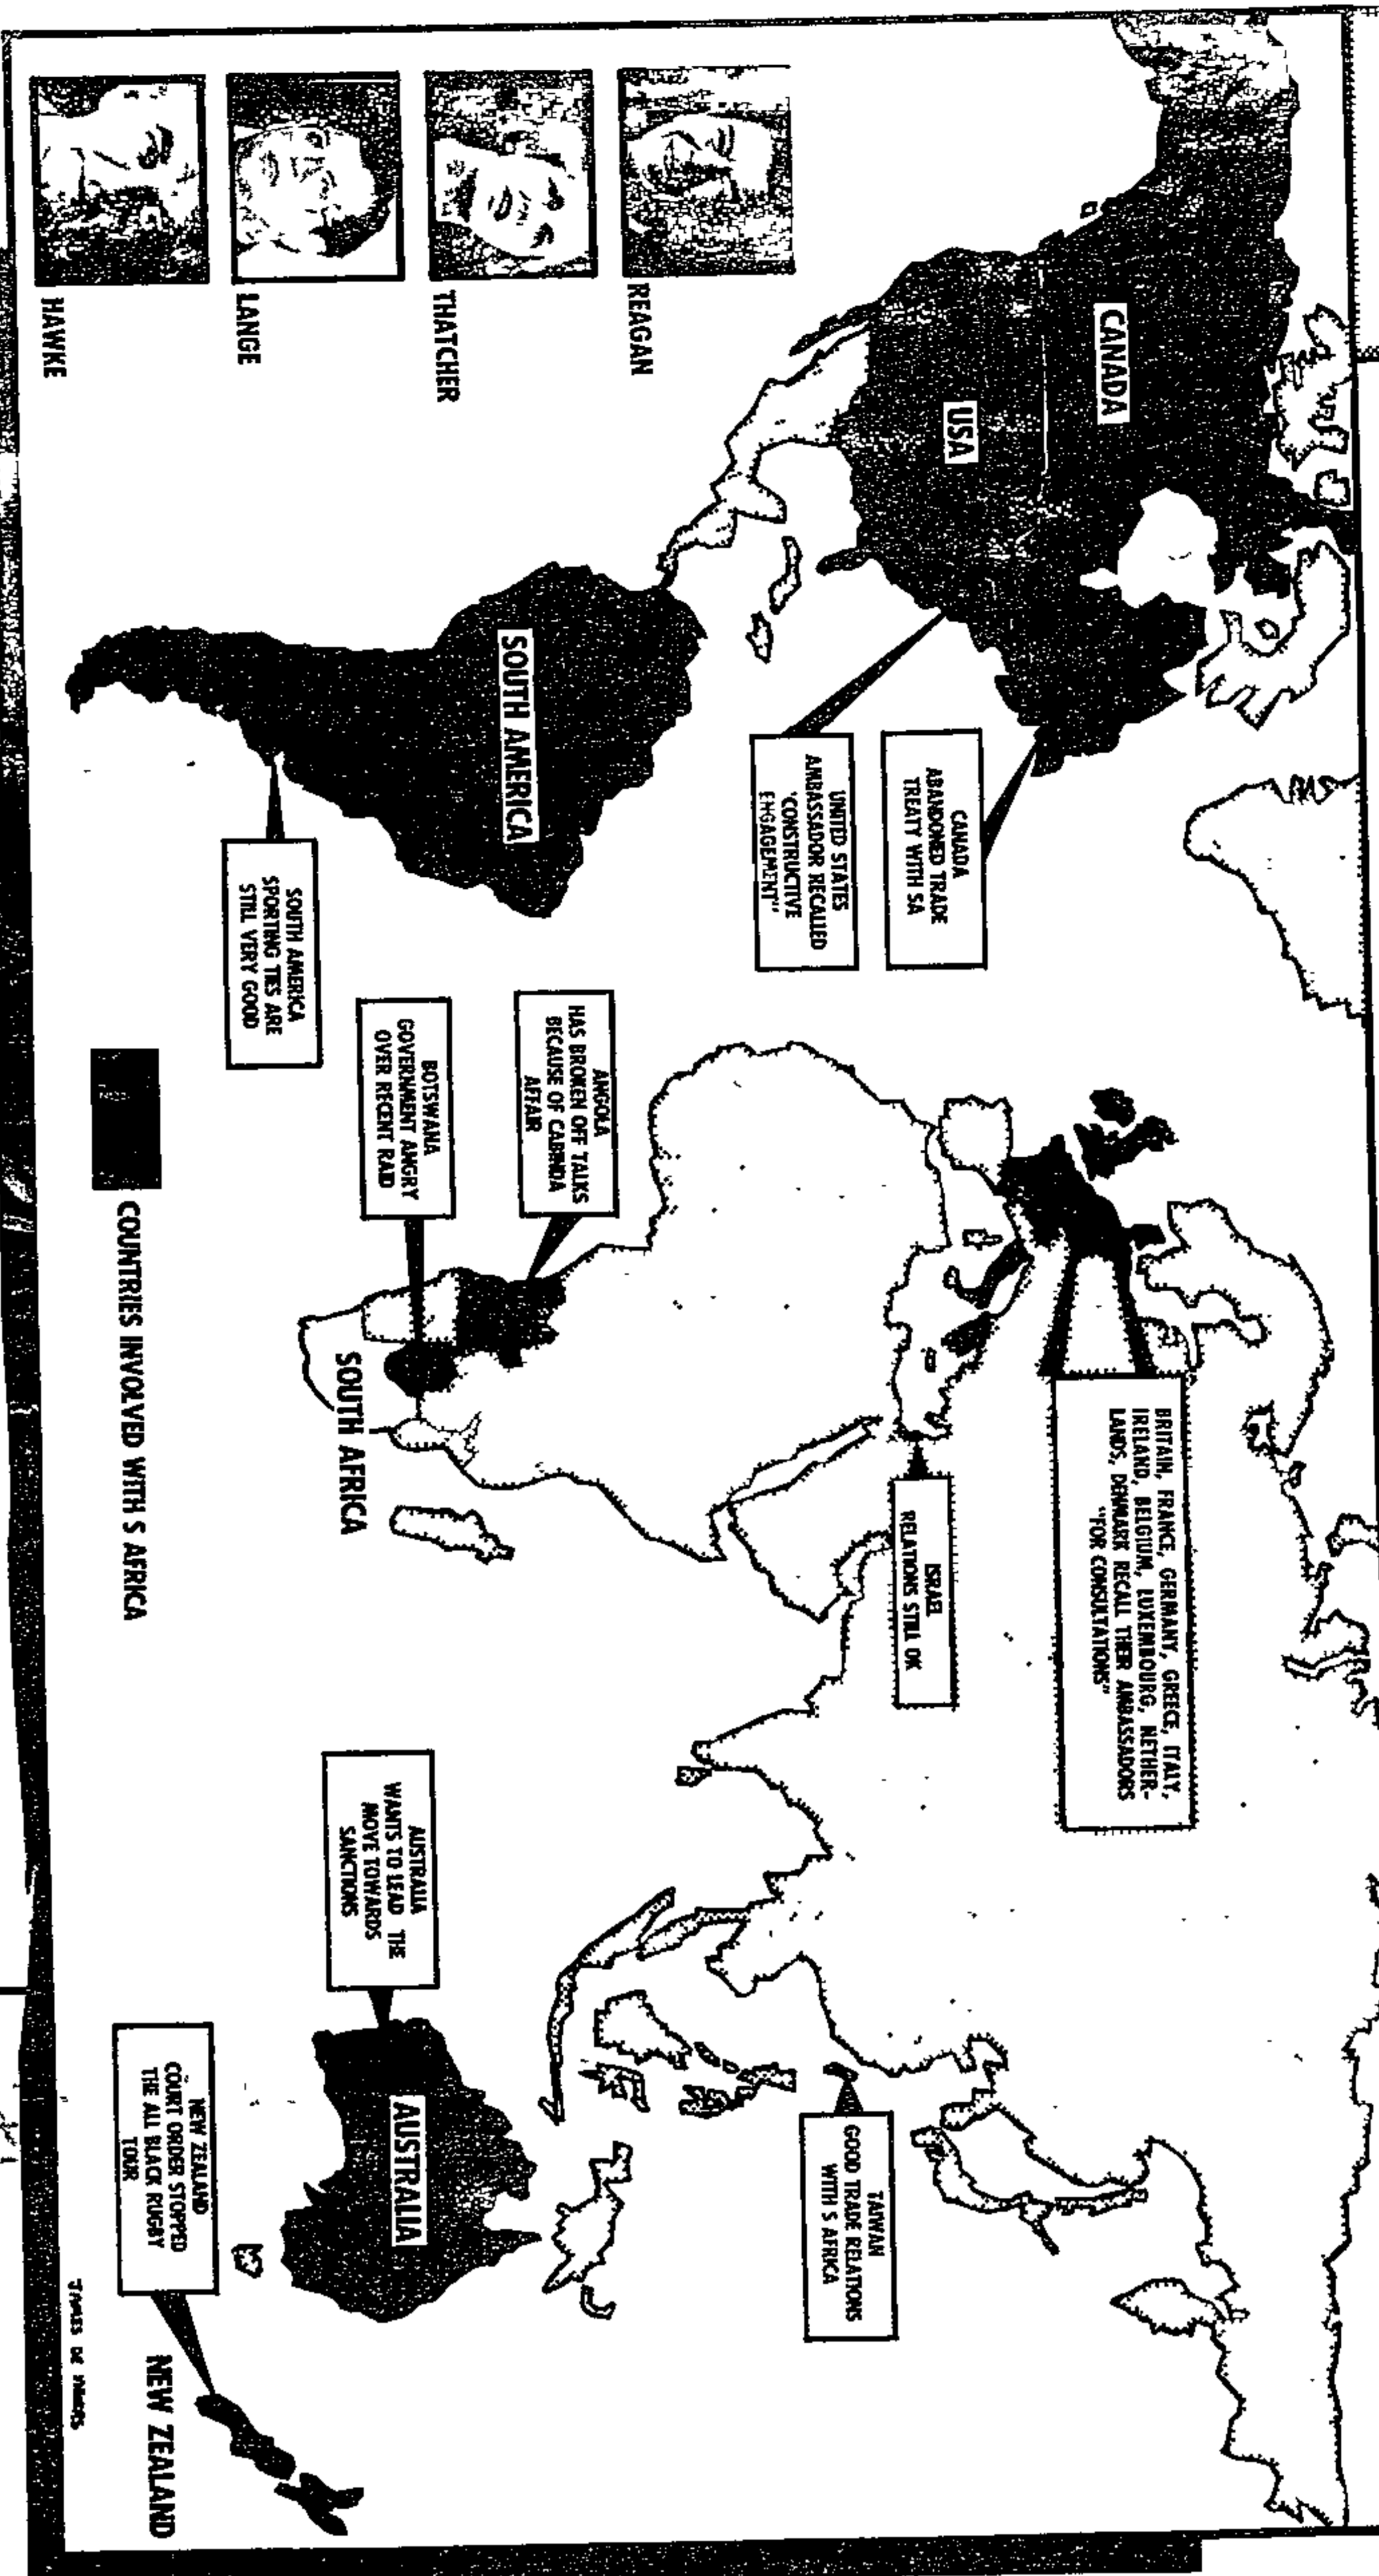 CANADA
USA
SOUTH AMERICA
REAGAN
THATCHER
LANGE
HAWKE
CANADA
ABANDONED TRADE
TREATY WITH SA
UNITED STATES
AMBASSADOR RECALLED
'CONSTRUCTIVE
ENGAGEMENT"
SOUTH AMERICA
SPORTING TIES ARE
STILL VERY GOOD
ANGOLA
HAS BROKEN OFF TALKS
BECAUSE OF CABINDA
AFFAIR
BOTSWANA
GOVERNMENT ANGRY
OVER RECENT RAID
SOUTH AFRICA
BRITAIN, FRANCE, GERMANY, GREECE, ITALY,
IRELAND, BELGIUM, LUXEMBOURG, NETHER-
LANDS, DENMARK RECALL THEIR AMBASSADORS
"FOR CONSULTATIONS"
ISRAEL
RELATIONS STILL OK
TAIWAN
GOOD TRADE RELATIONS
WITH S AFRICA
AUSTRALIA
WANTS TO LEAD THE
MOVE TOWARDS
SANCTIONS
AUSTRALIA
NEW ZEALAND
COURT ORDER STOPPED
THE ALL BLACK RUGBY
TOUR
NEW ZEALAND
COUNTRIES INVOLVED WITH S AFRICA
JAMES DE